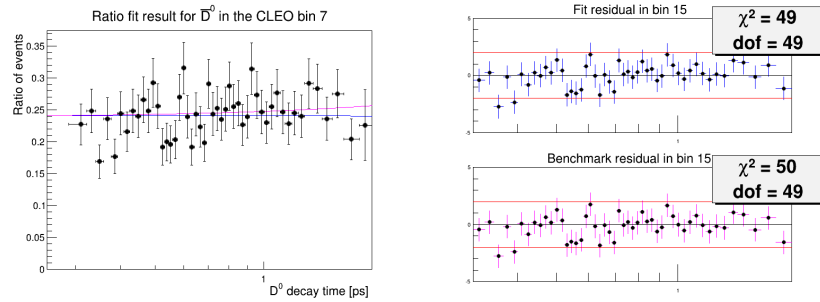 Ratio fit result for D̅⁰ in the CLEO bin 7
Ratio of events
0.35
0.3
0.25
0.2
0.15
0.1
0.05
0
1
D⁰ decay time [ps]
Fit residual in bin 15
χ² = 49
dof = 49
5
0
-5
1
Benchmark residual in bin 15
χ² = 50
dof = 49
5
0
-5
1